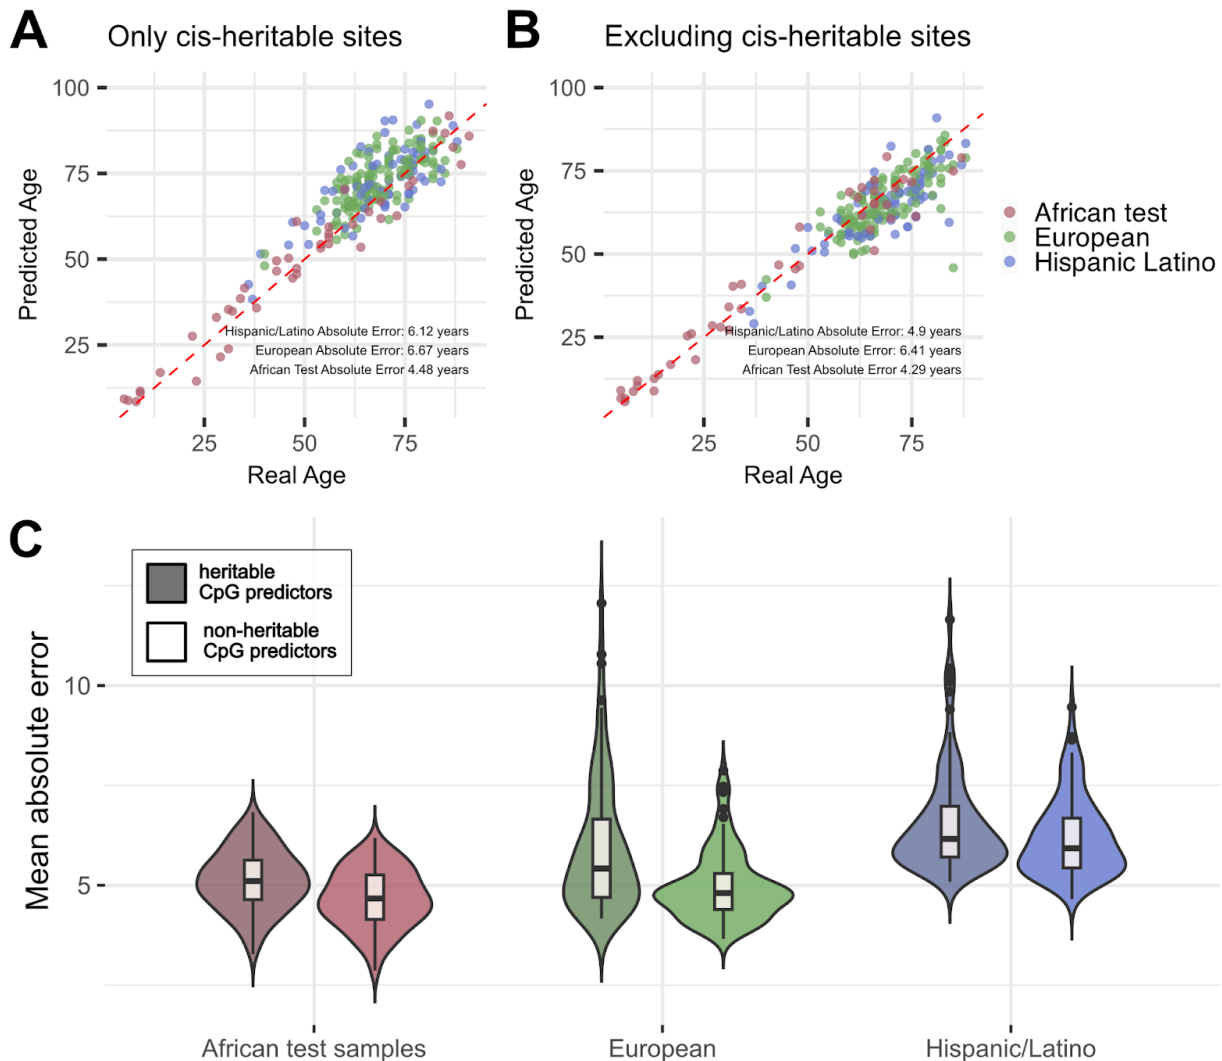 A
Only cis-heritable sites
100
75
50
25
Predicted Age
Hispanic/Latino Absolute Error: 6.12 years
European Absolute Error: 6.67 years
African Test Absolute Error 4.48 years
25
50
75
Real Age
B
Excluding cis-heritable sites
100
75
50
25
Predicted Age
Hispanic/Latino Absolute Error: 4.9 years
European Absolute Error: 6.41 years
African Test Absolute Error 4.29 years
25
50
75
Real Age
African test
European
Hispanic Latino
C
heritable
CpG predictors
non-heritable
CpG predictors
Mean absolute error
10
5
African test samples
European
Hispanic/Latino